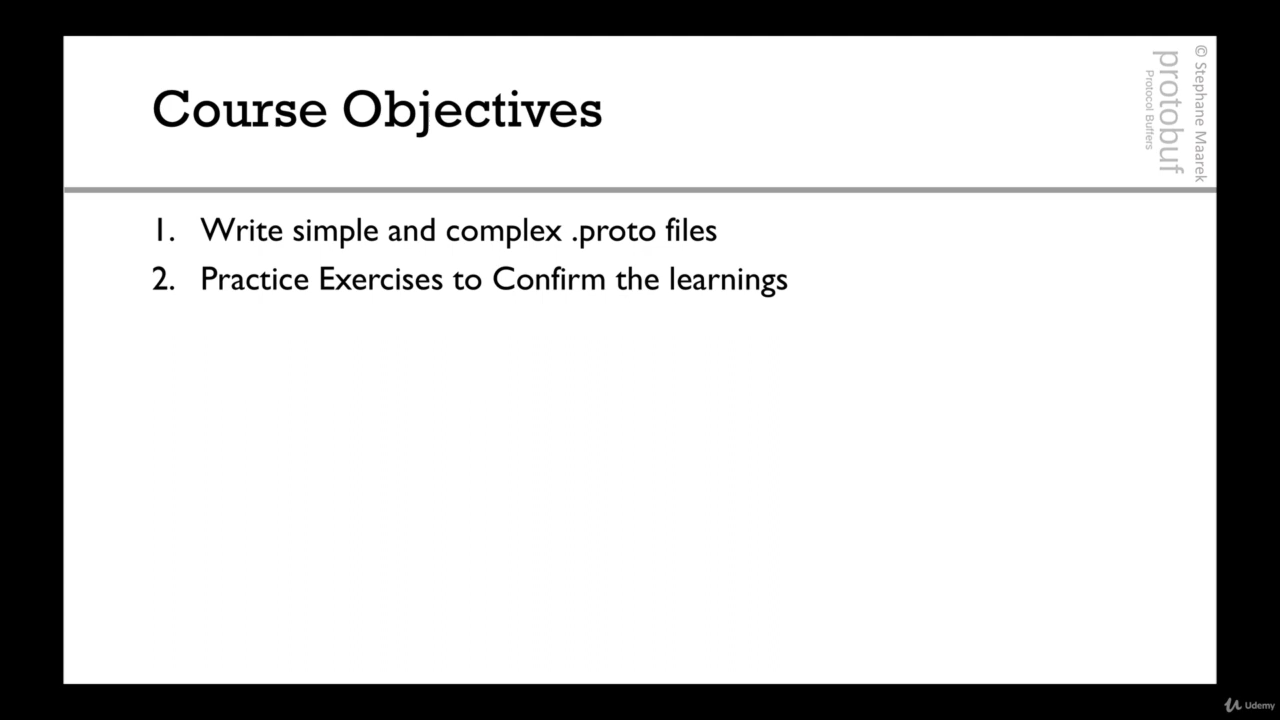 Course Objectives
© Stephane Maarek
protobuf
Protocol Buffers
1. Write simple and complex .proto files
2. Practice Exercises to Confirm the learnings
Udemy